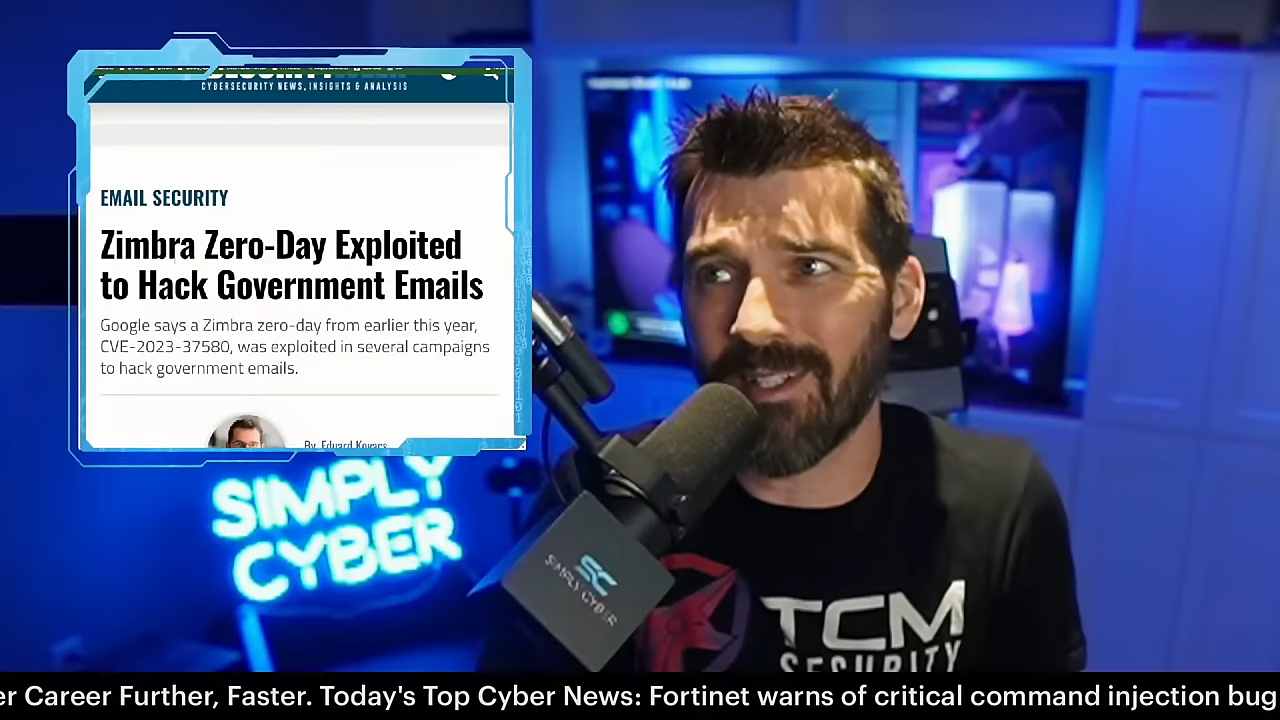 CYBERSECURITY NEWS, INSIGHTS & ANALYSIS
EMAIL SECURITY
Zimbra Zero-Day Exploited
to Hack Government Emails
Google says a Zimbra zero-day from earlier this year,
CVE-2023-37580, was exploited in several campaigns
to hack government emails.
By Eduard Kovacs
SIMPLY
CYBER
SC
SIMPLY CYBER
TCM
SECURITY
er Career Further, Faster. Today's Top Cyber News: Fortinet warns of critical command injection bug